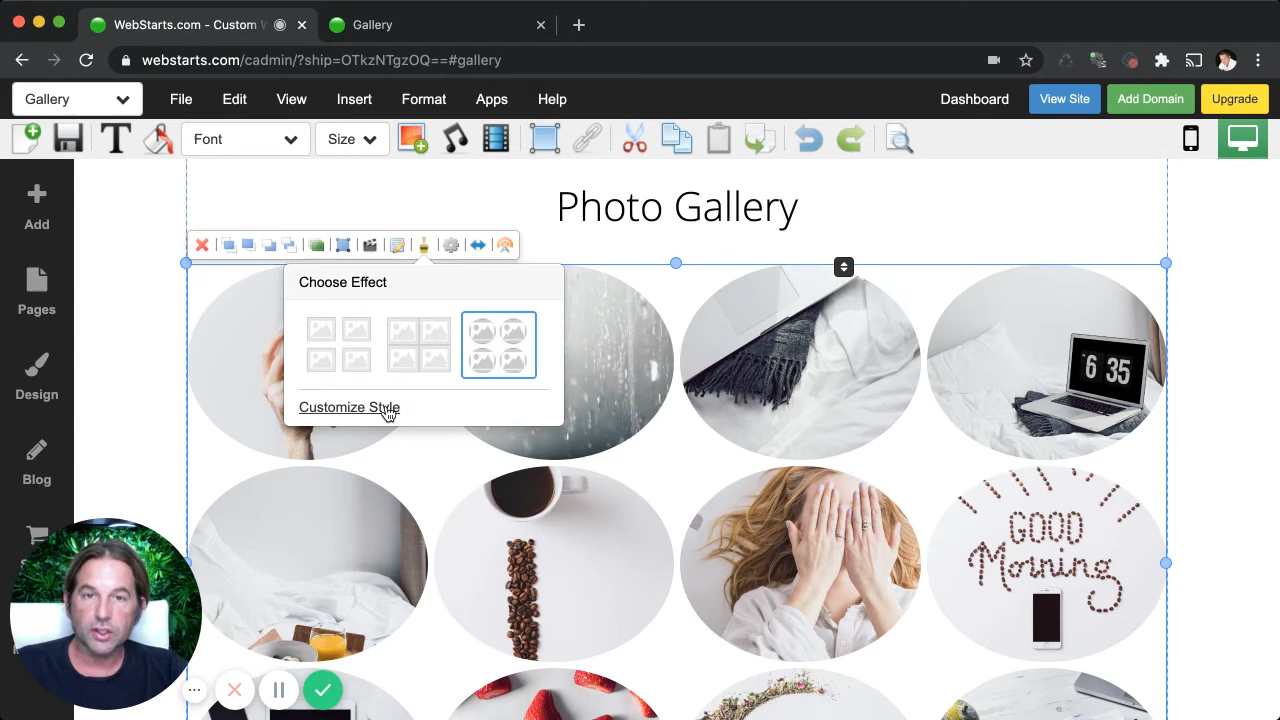 WebStarts.com - Custom W
Gallery
webstarts.com/cadmin/?ship=OTkzNTgzOQ==#gallery
Gallery
File
Edit
View
Insert
Format
Apps
Help
Dashboard
View Site
Add Domain
Upgrade
T
Font
Size
Add
Pages
Design
Blog
Photo Gallery
Choose Effect
Customize Style
6 35
GOOD
Morning